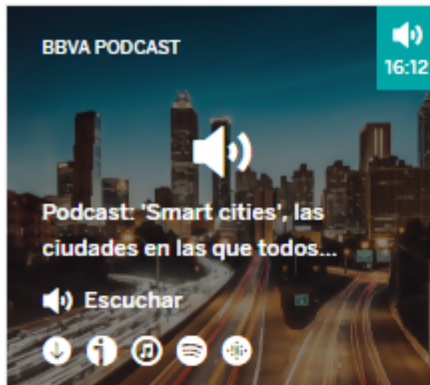 BBVA PODCAST
16:12
Podcast: 'Smart cities', las
ciudades en las que todos...
Escuchar